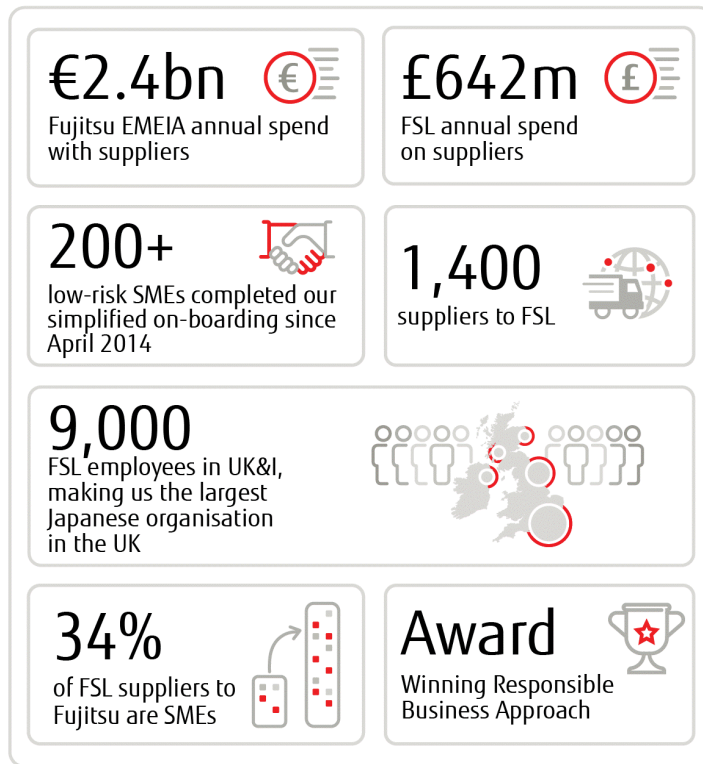 €2.4bn
€
Fujitsu EMEIA annual spend
with suppliers
£642m
£
FSL annual spend
on suppliers
200+
low-risk SMEs completed our
simplified on-boarding since
April 2014
1,400
suppliers to FSL
9,000
FSL employees in UK&I,
making us the largest
Japanese organisation
in the UK
34%
of FSL suppliers to
Fujitsu are SMEs
Award
Winning Responsible
Business Approach